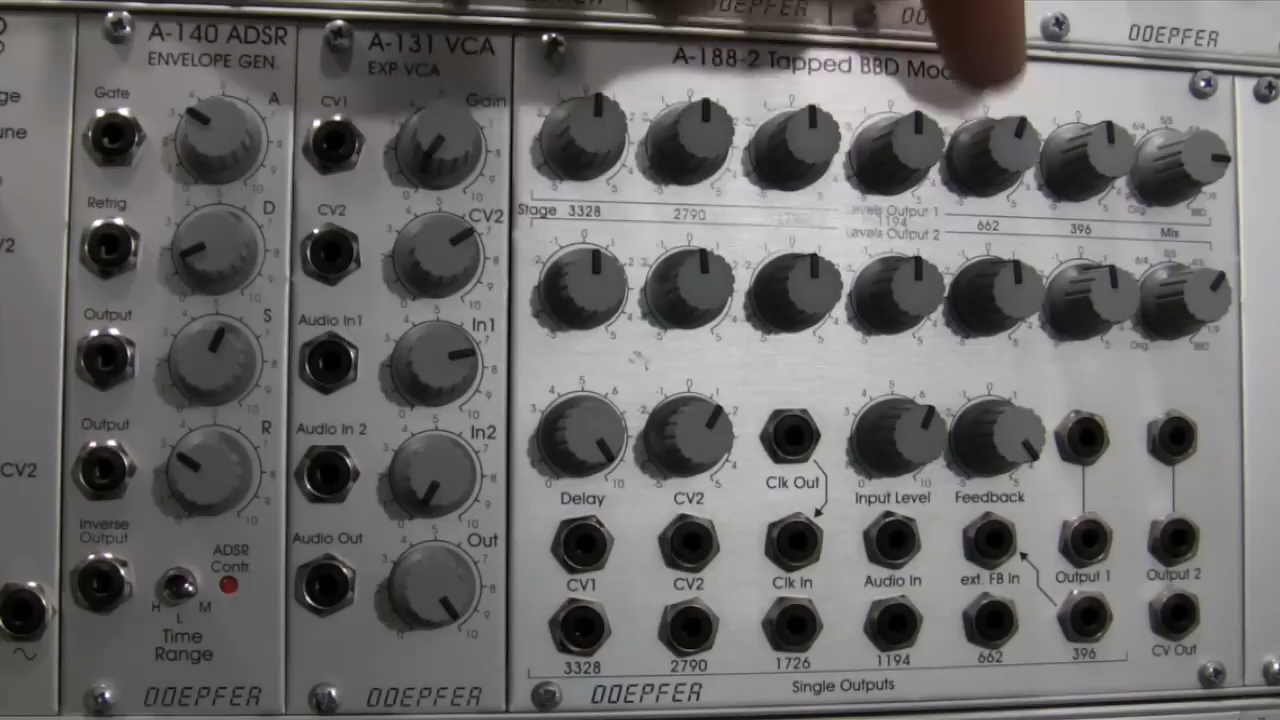 DOEPFER
DOEPFER
A-140 ADSR
ENVELOPE GEN.
Gate
A
Retrig.
D
Output
S
Output
R
Inverse
Output
ADSR
Contr.
H
M
L
Time
Range
DOEPFER
A-131 VCA
EXP VCA
CV1
Gain
CV2
CV2
Audio In1
In1
Audio In 2
In2
Audio Out
Out
DOEPFER
A-188-2 Tapped BBD
Stage 3328 2790 1194 662 396 Mix
Levels Output 1
Levels Output 2
Clk Out
Delay CV2 Input Level Feedback
CV1 CV2 Clk In Audio In ext. FB In Output 1 Output 2
3328 2790 1726 1194 662 396 CV Out
Single Outputs
DOEPFER
CV2